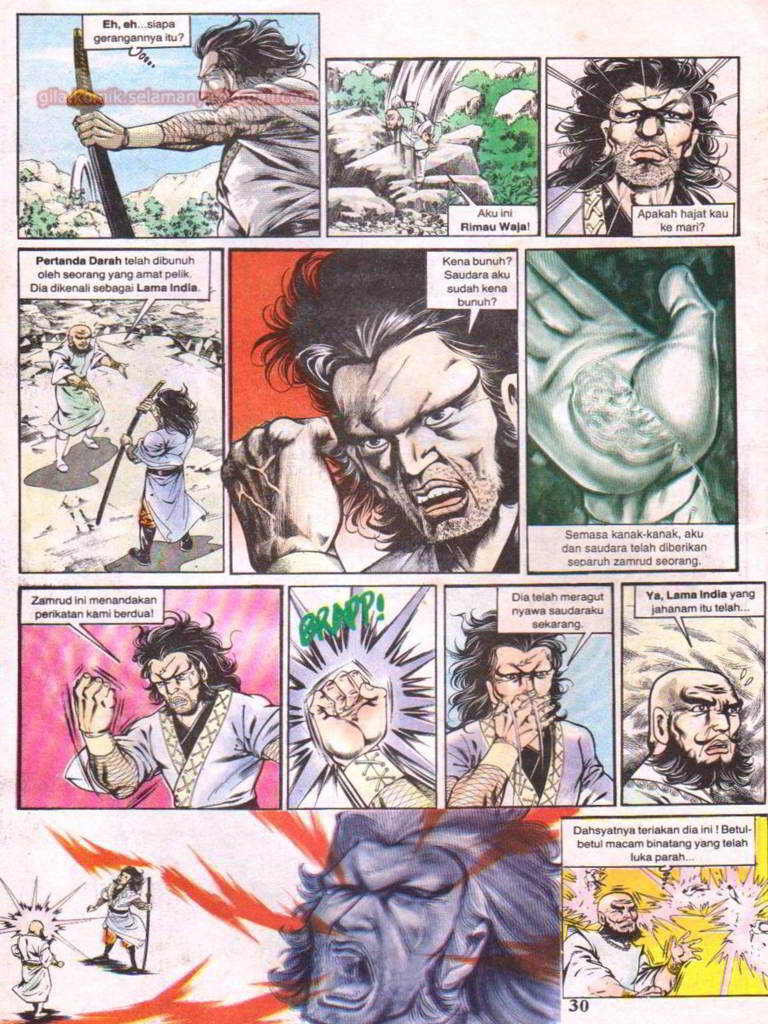 Eh, eh...siapa
gerangannya itu?
Aku ini
Rimau Waja!
Apakah hajat kau
ke mari?
Pertanda Darah telah dibunuh
oleh seorang yang amat pelik.
Dia dikenali sebagai Lama India.
Kena bunuh?
Saudara aku
sudah kena
bunuh?
Semasa kanak-kanak, aku
dan saudara telah diberikan
separuh zamrud seorang.
Zamrud ini menandakan
perikatan kami berdua!
BRAPP!
Dia telah meragut
nyawa saudaraku
sekarang.
Ya, Lama India yang
jahanam itu telah...
Dahsyatnya teriakan dia ini ! Betul-
betul macam binatang yang telah
luka parah...
30